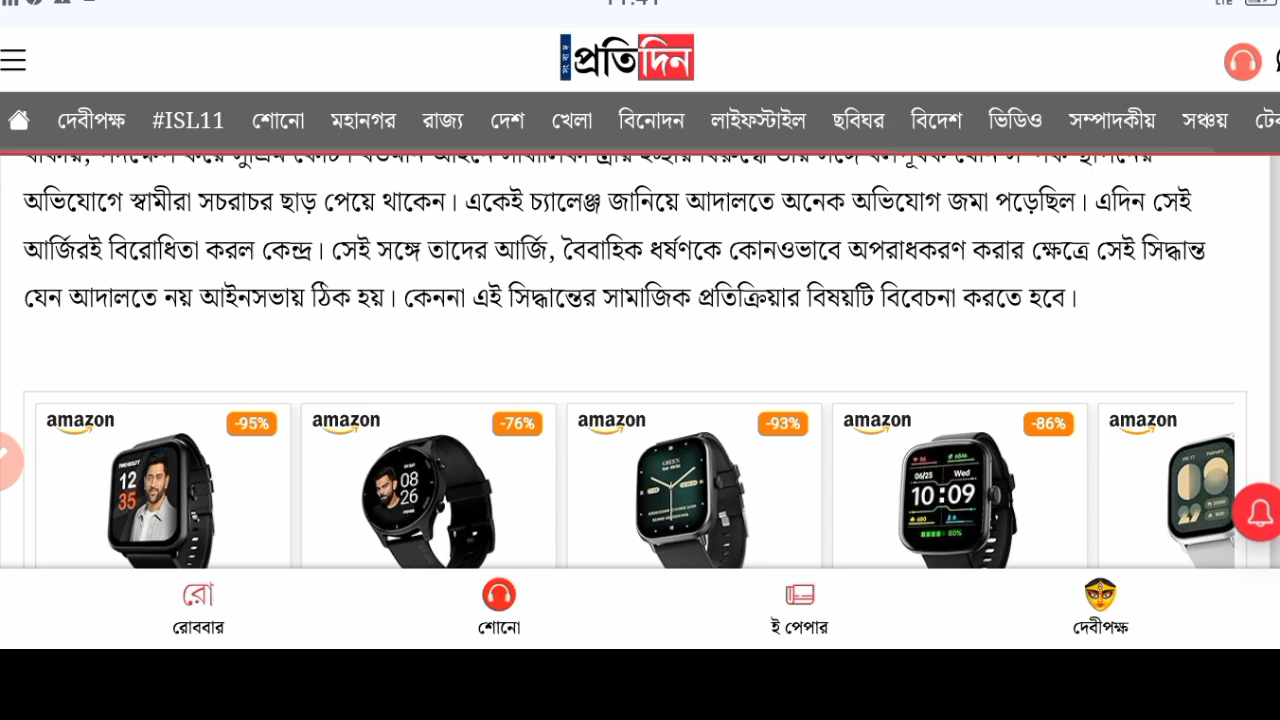 সংবাদ প্রতিদিন
দেবীপক্ষ #ISL11 শোনো মহানগর রাজ্য দেশ খেলা বিনোদন লাইফস্টাইল ছবিঘর বিদেশ ভিডিও সম্পাদকীয় সঞ্চয়
অভিযোগে স্বামীরা সচরাচর ছাড় পেয়ে থাকেন। একেই চ্যালেঞ্জ জানিয়ে আদালতে অনেক অভিযোগ জমা পড়েছিল। এদিন সেই
আর্জিরই বিরোধিতা করল কেন্দ্র। সেই সঙ্গে তাদের আর্জি, বৈবাহিক ধর্ষণকে কোনওভাবে অপরাধকরণ করার ক্ষেত্রে সেই সিদ্ধান্ত
যেন আদালতে নয় আইনসভায় ঠিক হয়। কেননা এই সিদ্ধান্তের সামাজিক প্রতিক্রিয়ার বিষয়টি বিবেচনা করতে হবে।
amazon -95% amazon -76% amazon -93% amazon -86% amazon
12 35
08 26
GREEN
06/23 Wed
10:09
80%
রো
রোববার শোনো ই পেপার দেবীপক্ষ